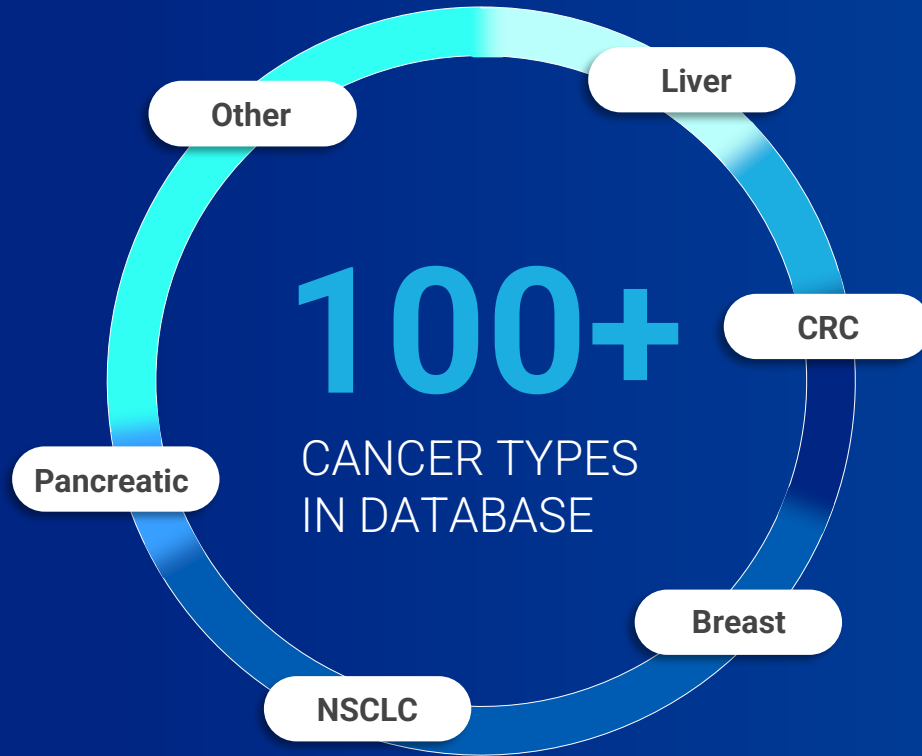 Liver
Other
100+
CRC
CANCER TYPES
IN DATABASE
Pancreatic
Breast
NSCLC